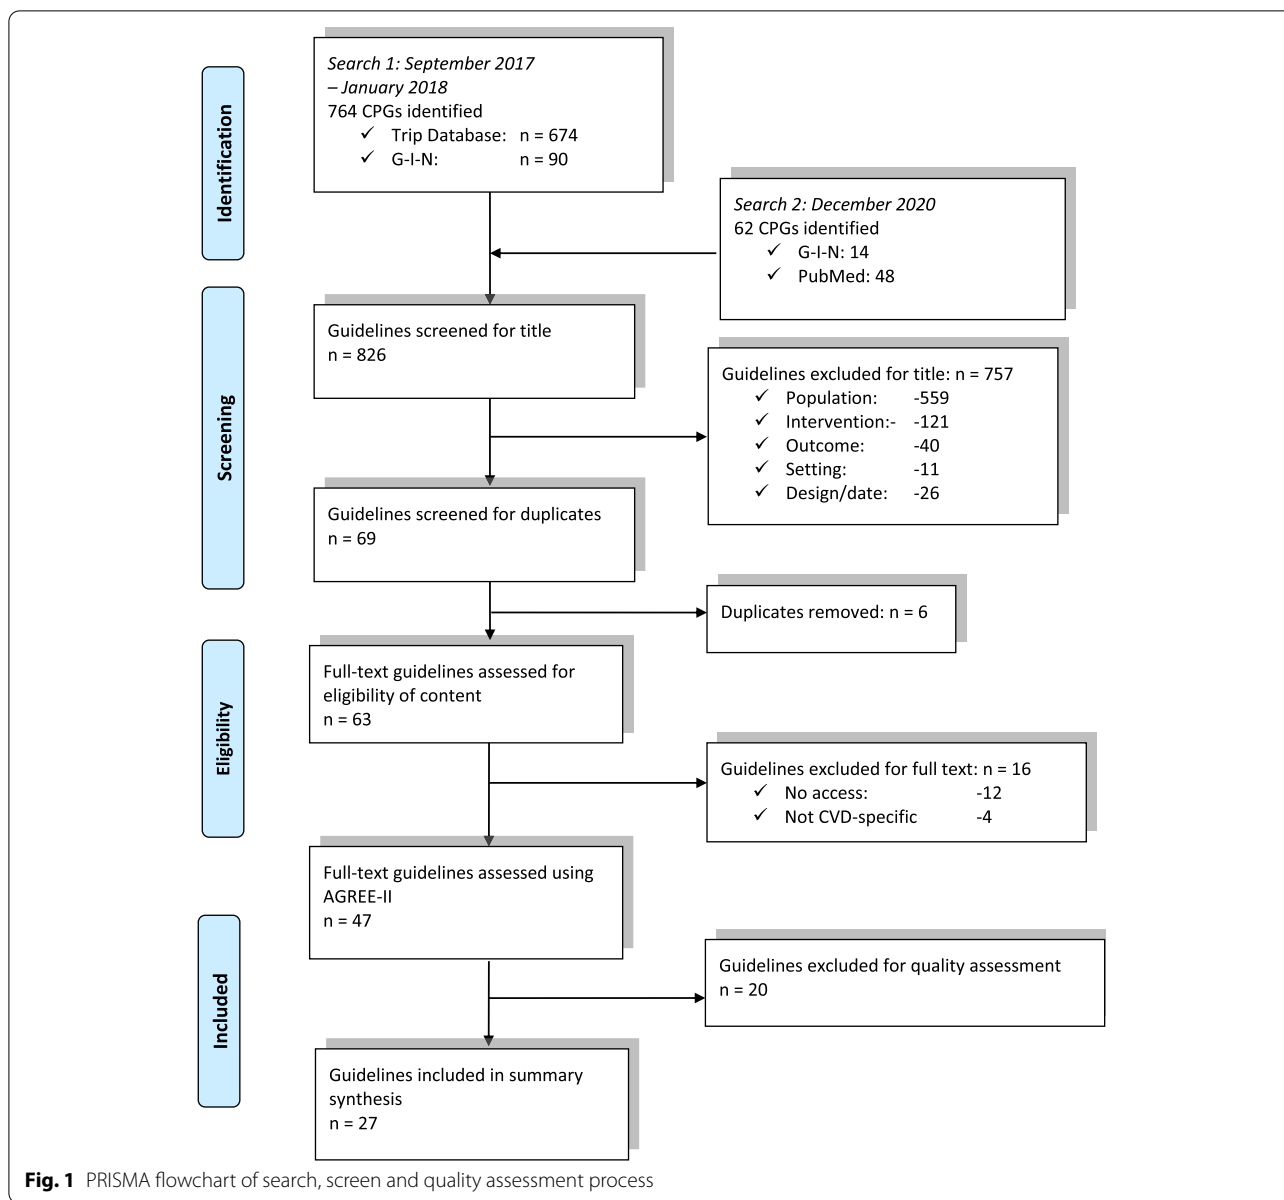 Identification
Search 1: September 2017
– January 2018
764 CPGs identified
✓ Trip Database: n = 674
✓ G-I-N: n = 90
Search 2: December 2020
62 CPGs identified
✓ G-I-N: 14
✓ PubMed: 48
Screening
Guidelines screened for title
n = 826
Guidelines excluded for title: n = 757
✓ Population: -559
✓ Intervention:- -121
✓ Outcome: -40
✓ Setting: -11
✓ Design/date: -26
Guidelines screened for duplicates
n = 69
Duplicates removed: n = 6
Eligibility
Full-text guidelines assessed for
eligibility of content
n = 63
Guidelines excluded for full text: n = 16
✓ No access: -12
✓ Not CVD-specific -4
Full-text guidelines assessed using
AGREE-II
n = 47
Included
Guidelines excluded for quality assessment
n = 20
Guidelines included in summary
synthesis
n = 27
Fig. 1 PRISMA flowchart of search, screen and quality assessment process